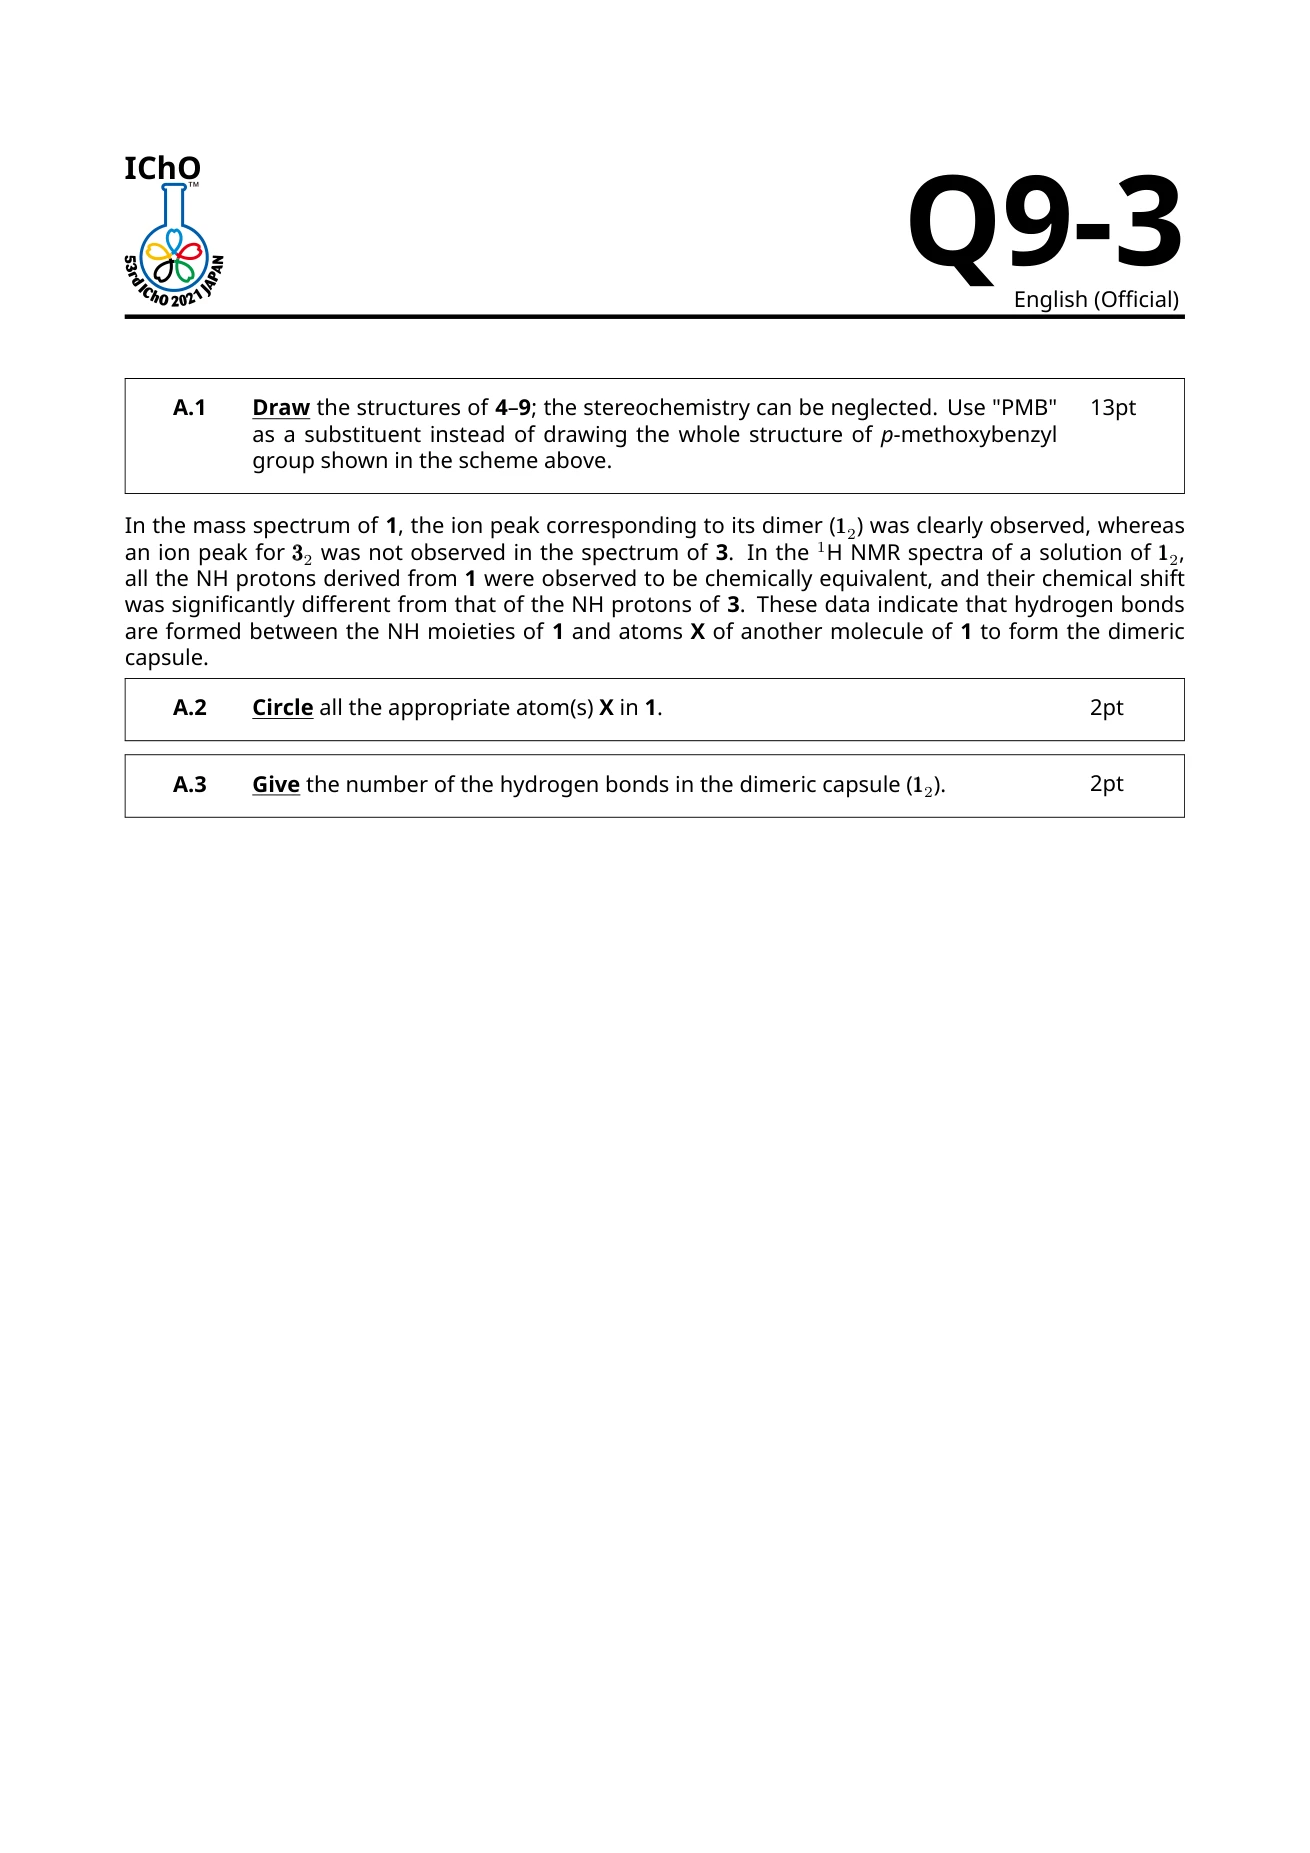 IChO
TM
53rd IChO 2021 JAPAN
Q9-3
English (Official)
A.1 Draw the structures of 4–9; the stereochemistry can be neglected. Use "PMB" 13pt
as a substituent instead of drawing the whole structure of p-methoxybenzyl
group shown in the scheme above.
In the mass spectrum of 1, the ion peak corresponding to its dimer (1₂) was clearly observed, whereas
an ion peak for 3₂ was not observed in the spectrum of 3. In the ¹H NMR spectra of a solution of 1₂,
all the NH protons derived from 1 were observed to be chemically equivalent, and their chemical shift
was significantly different from that of the NH protons of 3. These data indicate that hydrogen bonds
are formed between the NH moieties of 1 and atoms X of another molecule of 1 to form the dimeric
capsule.
A.2 Circle all the appropriate atom(s) X in 1. 2pt
A.3 Give the number of the hydrogen bonds in the dimeric capsule (1₂). 2pt